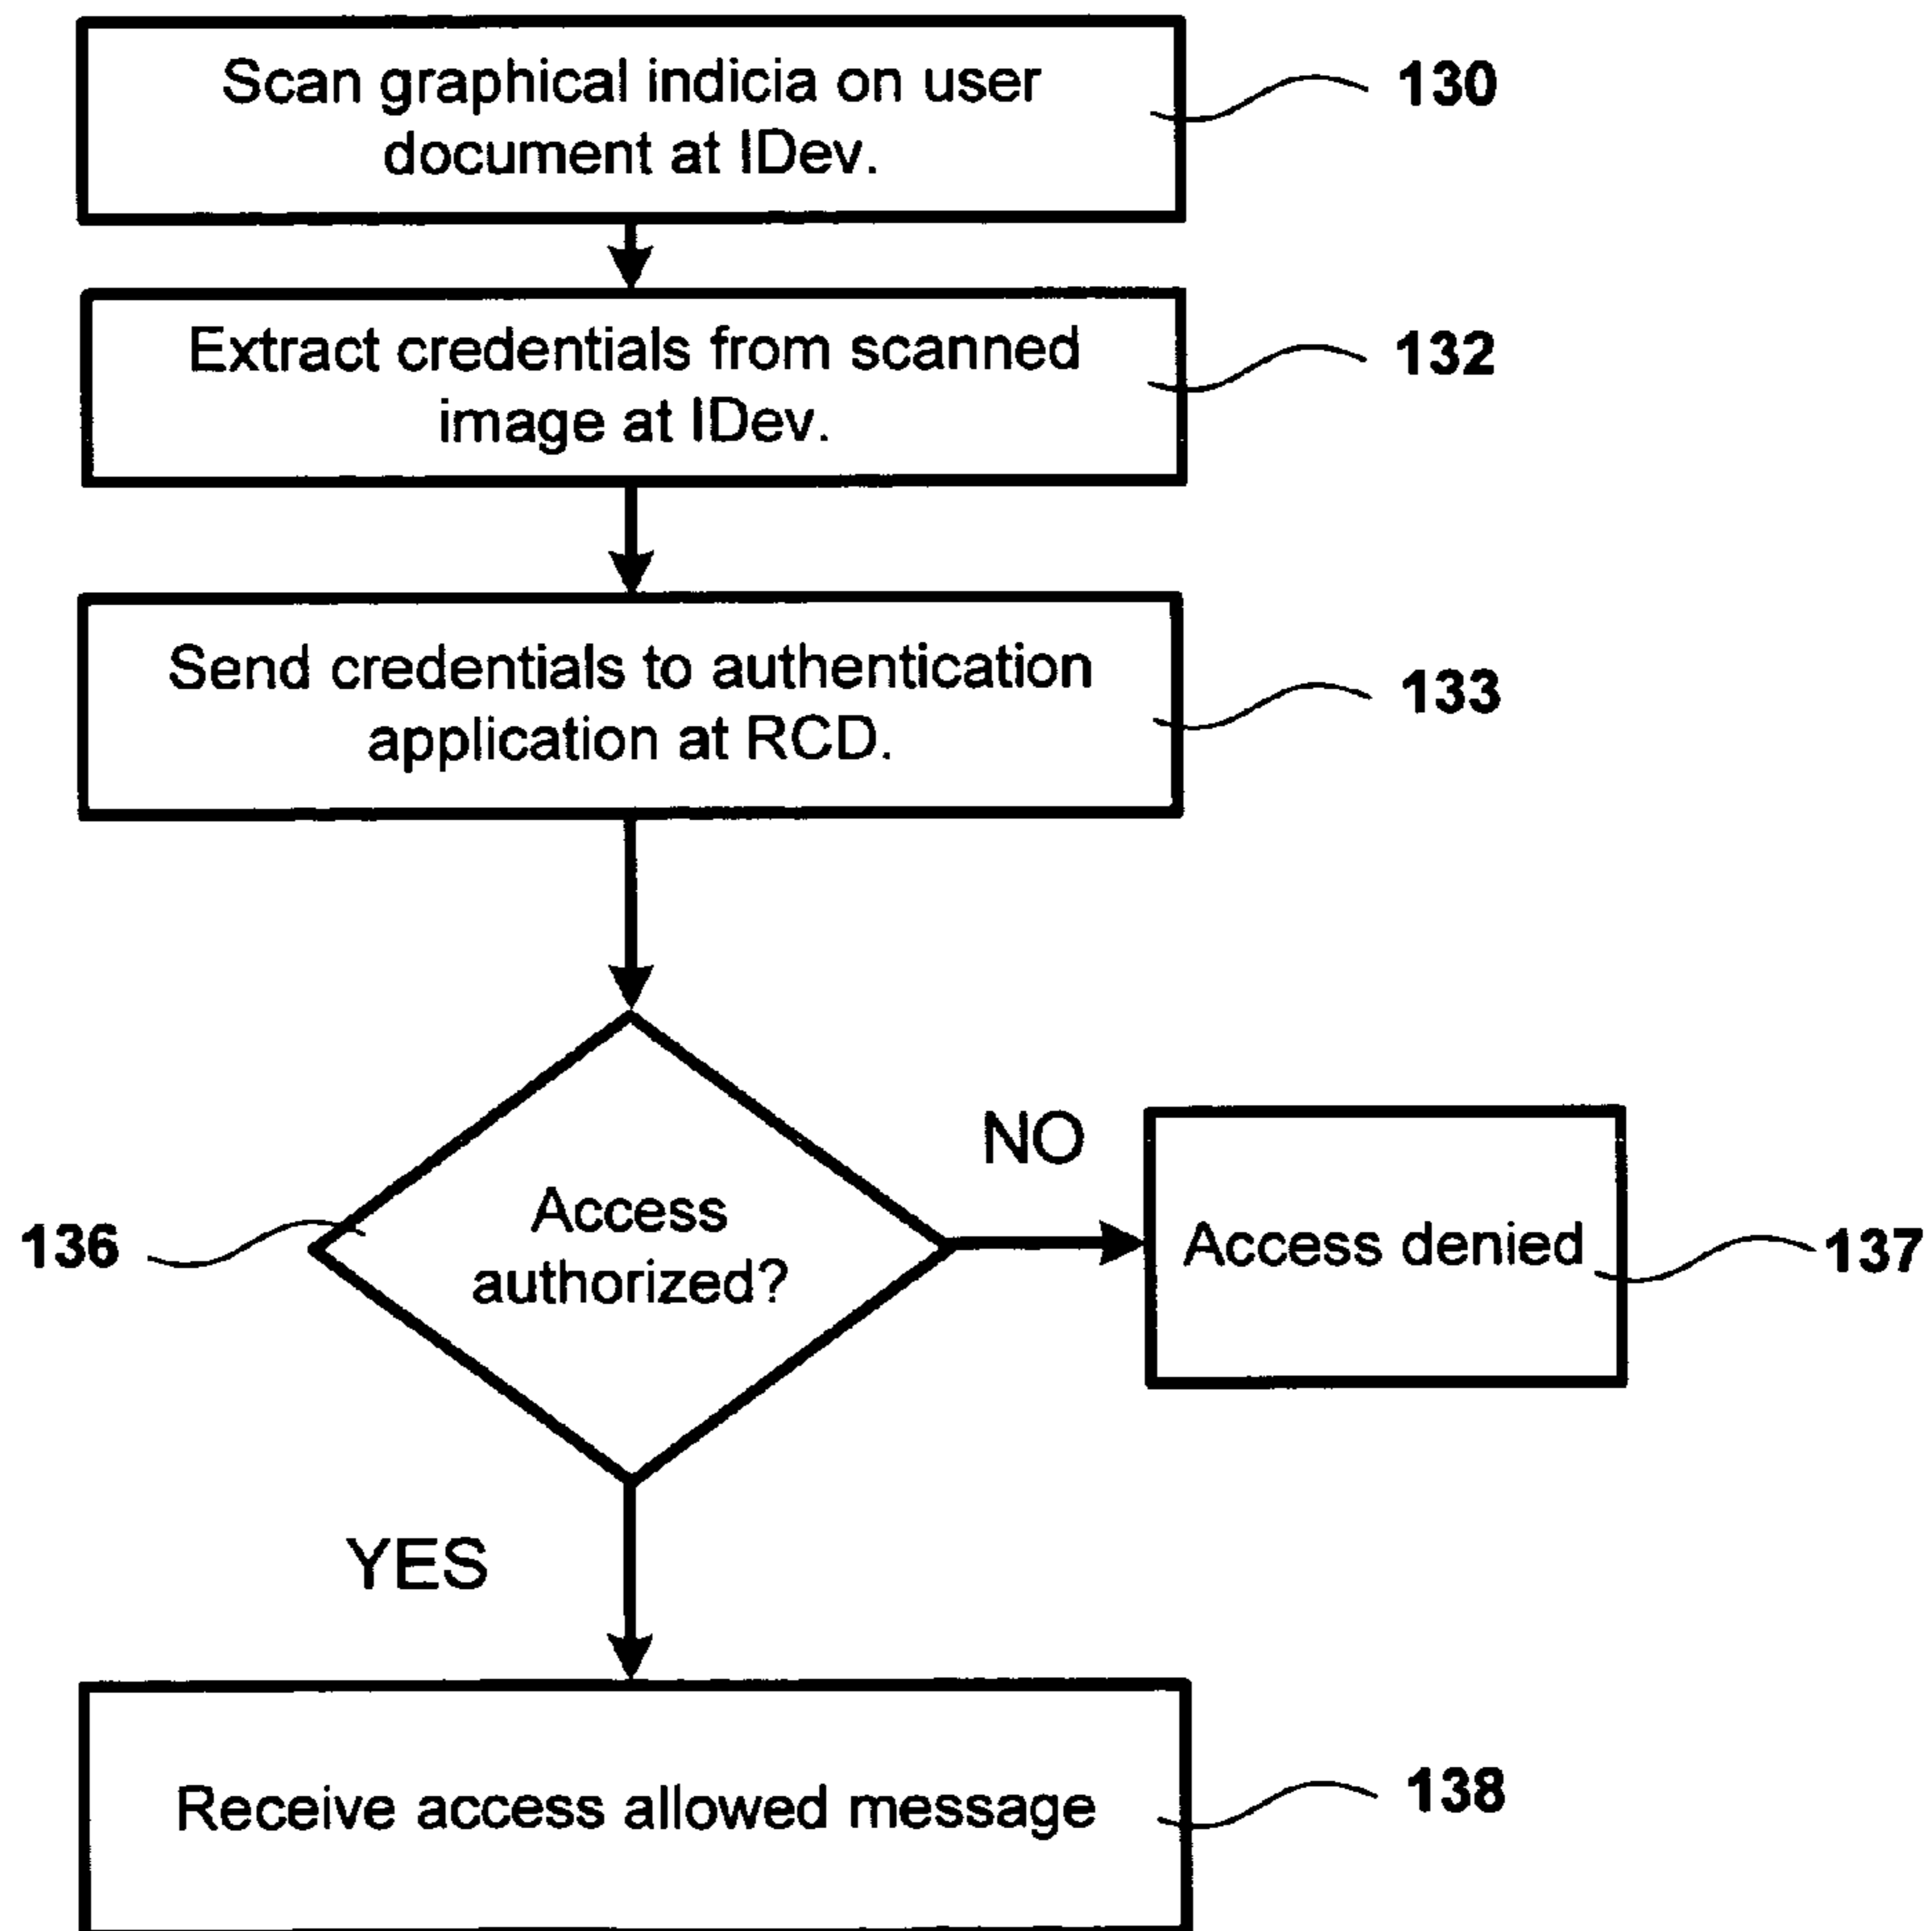 Scan graphical indicia on user
document at IDev.
130
Extract credentials from scanned
image at IDev.
132
Send credentials to authentication
application at RCD.
133
Access
authorized?
136
NO
Access denied
137
YES
Receive access allowed message
138